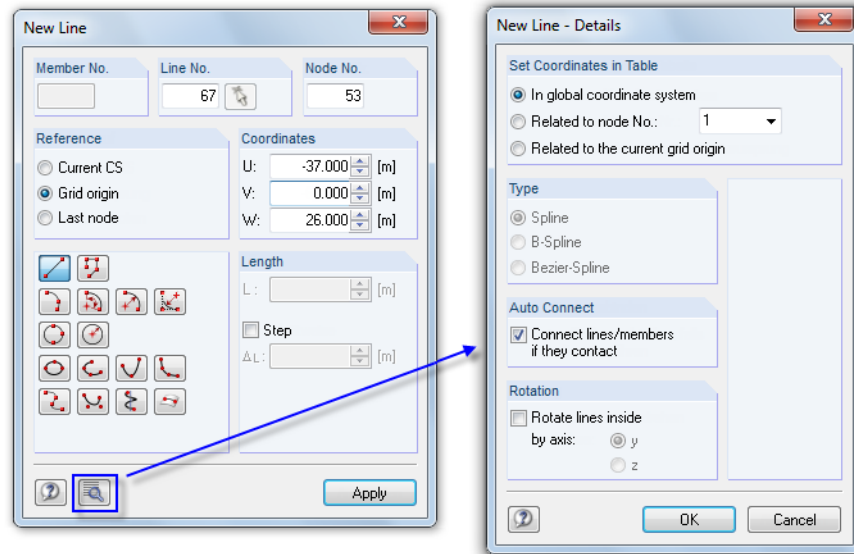 New Line
Member No.
Line No.
Node No.
67
53
Reference
Current CS
Grid origin
Last node
Coordinates
U: -37.000 [m]
V: 0.000 [m]
W: 26.000 [m]
Length
L : [m]
Step
ΔL: [m]
Apply
New Line - Details
Set Coordinates in Table
In global coordinate system
Related to node No.: 1
Related to the current grid origin
Type
Spline
B-Spline
Bezier-Spline
Auto Connect
Connect lines/members
if they contact
Rotation
Rotate lines inside
by axis: y
z
OK
Cancel